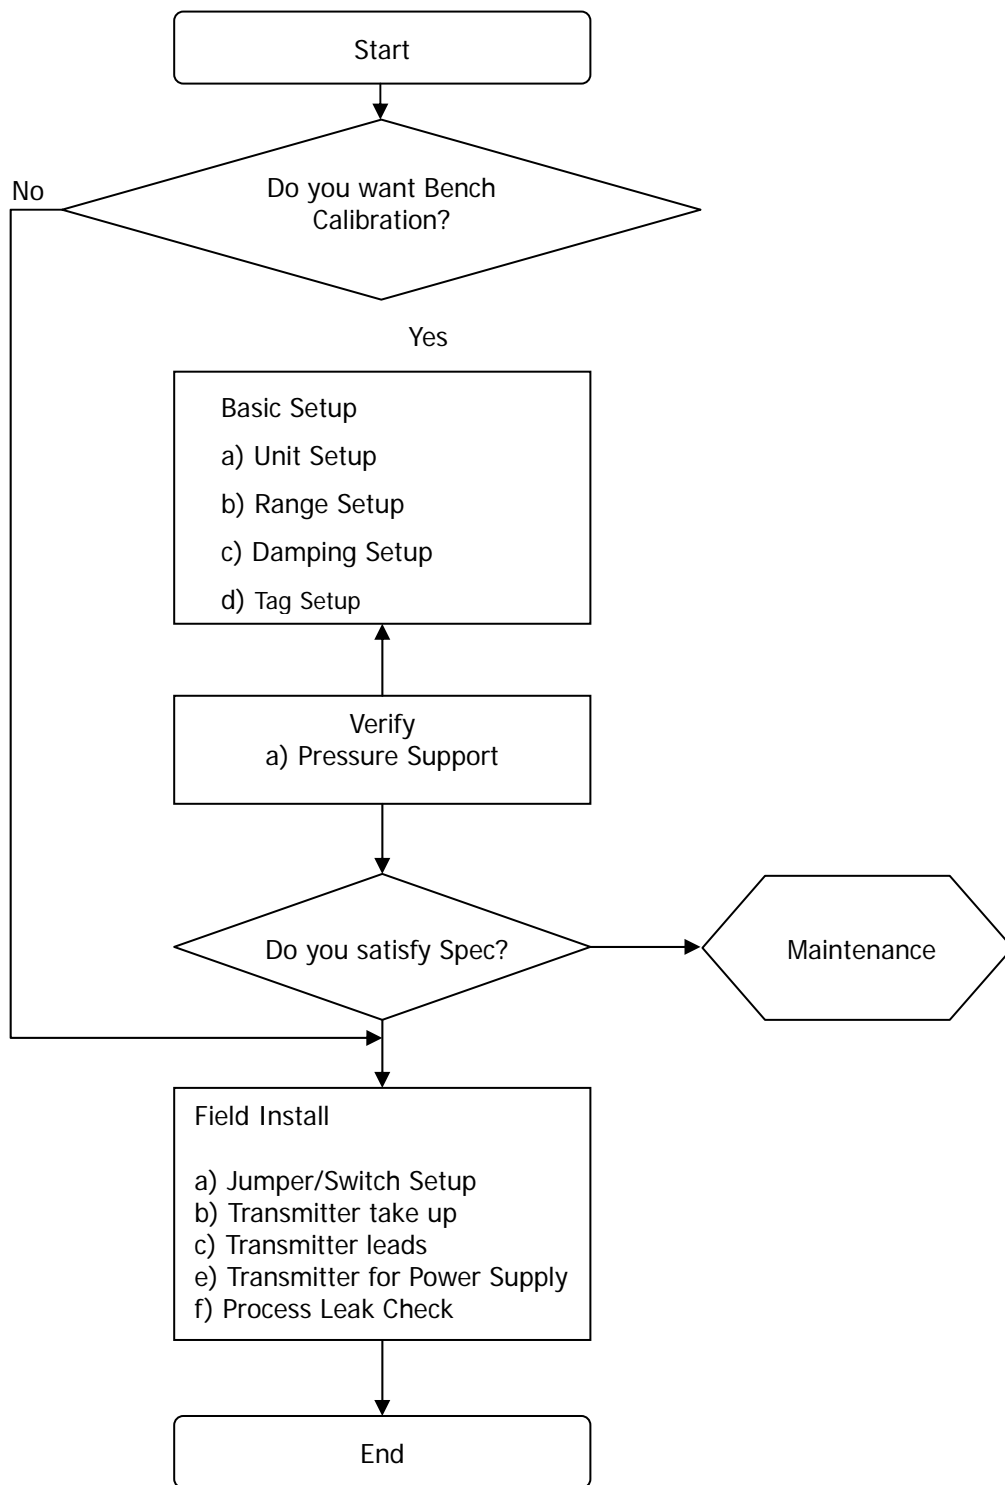 Start
Do you want Bench
Calibration?
No
Yes
Basic Setup
a) Unit Setup
b) Range Setup
c) Damping Setup
d) Tag Setup
Verify
a) Pressure Support
Do you satisfy Spec?
Maintenance
Field Install
a) Jumper/Switch Setup
b) Transmitter take up
c) Transmitter leads
e) Transmitter for Power Supply
f) Process Leak Check
End